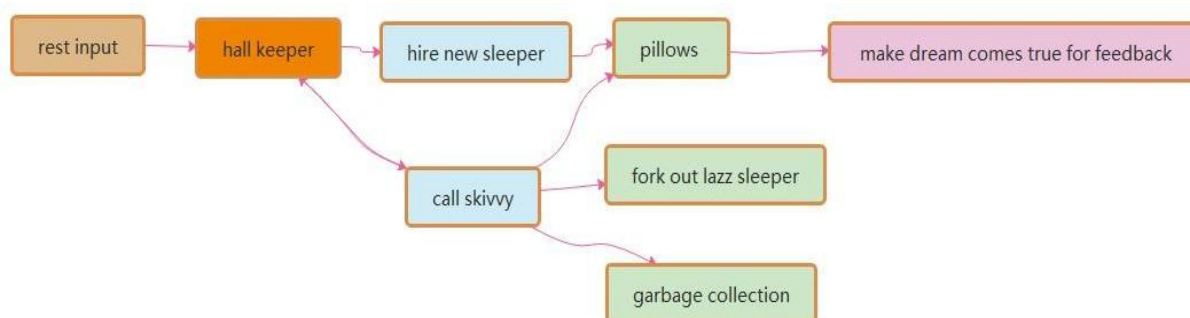 rest input
hall keeper
hire new sleeper
pillows
make dream comes true for feedback
call skivvy
fork out lazz sleeper
garbage collection